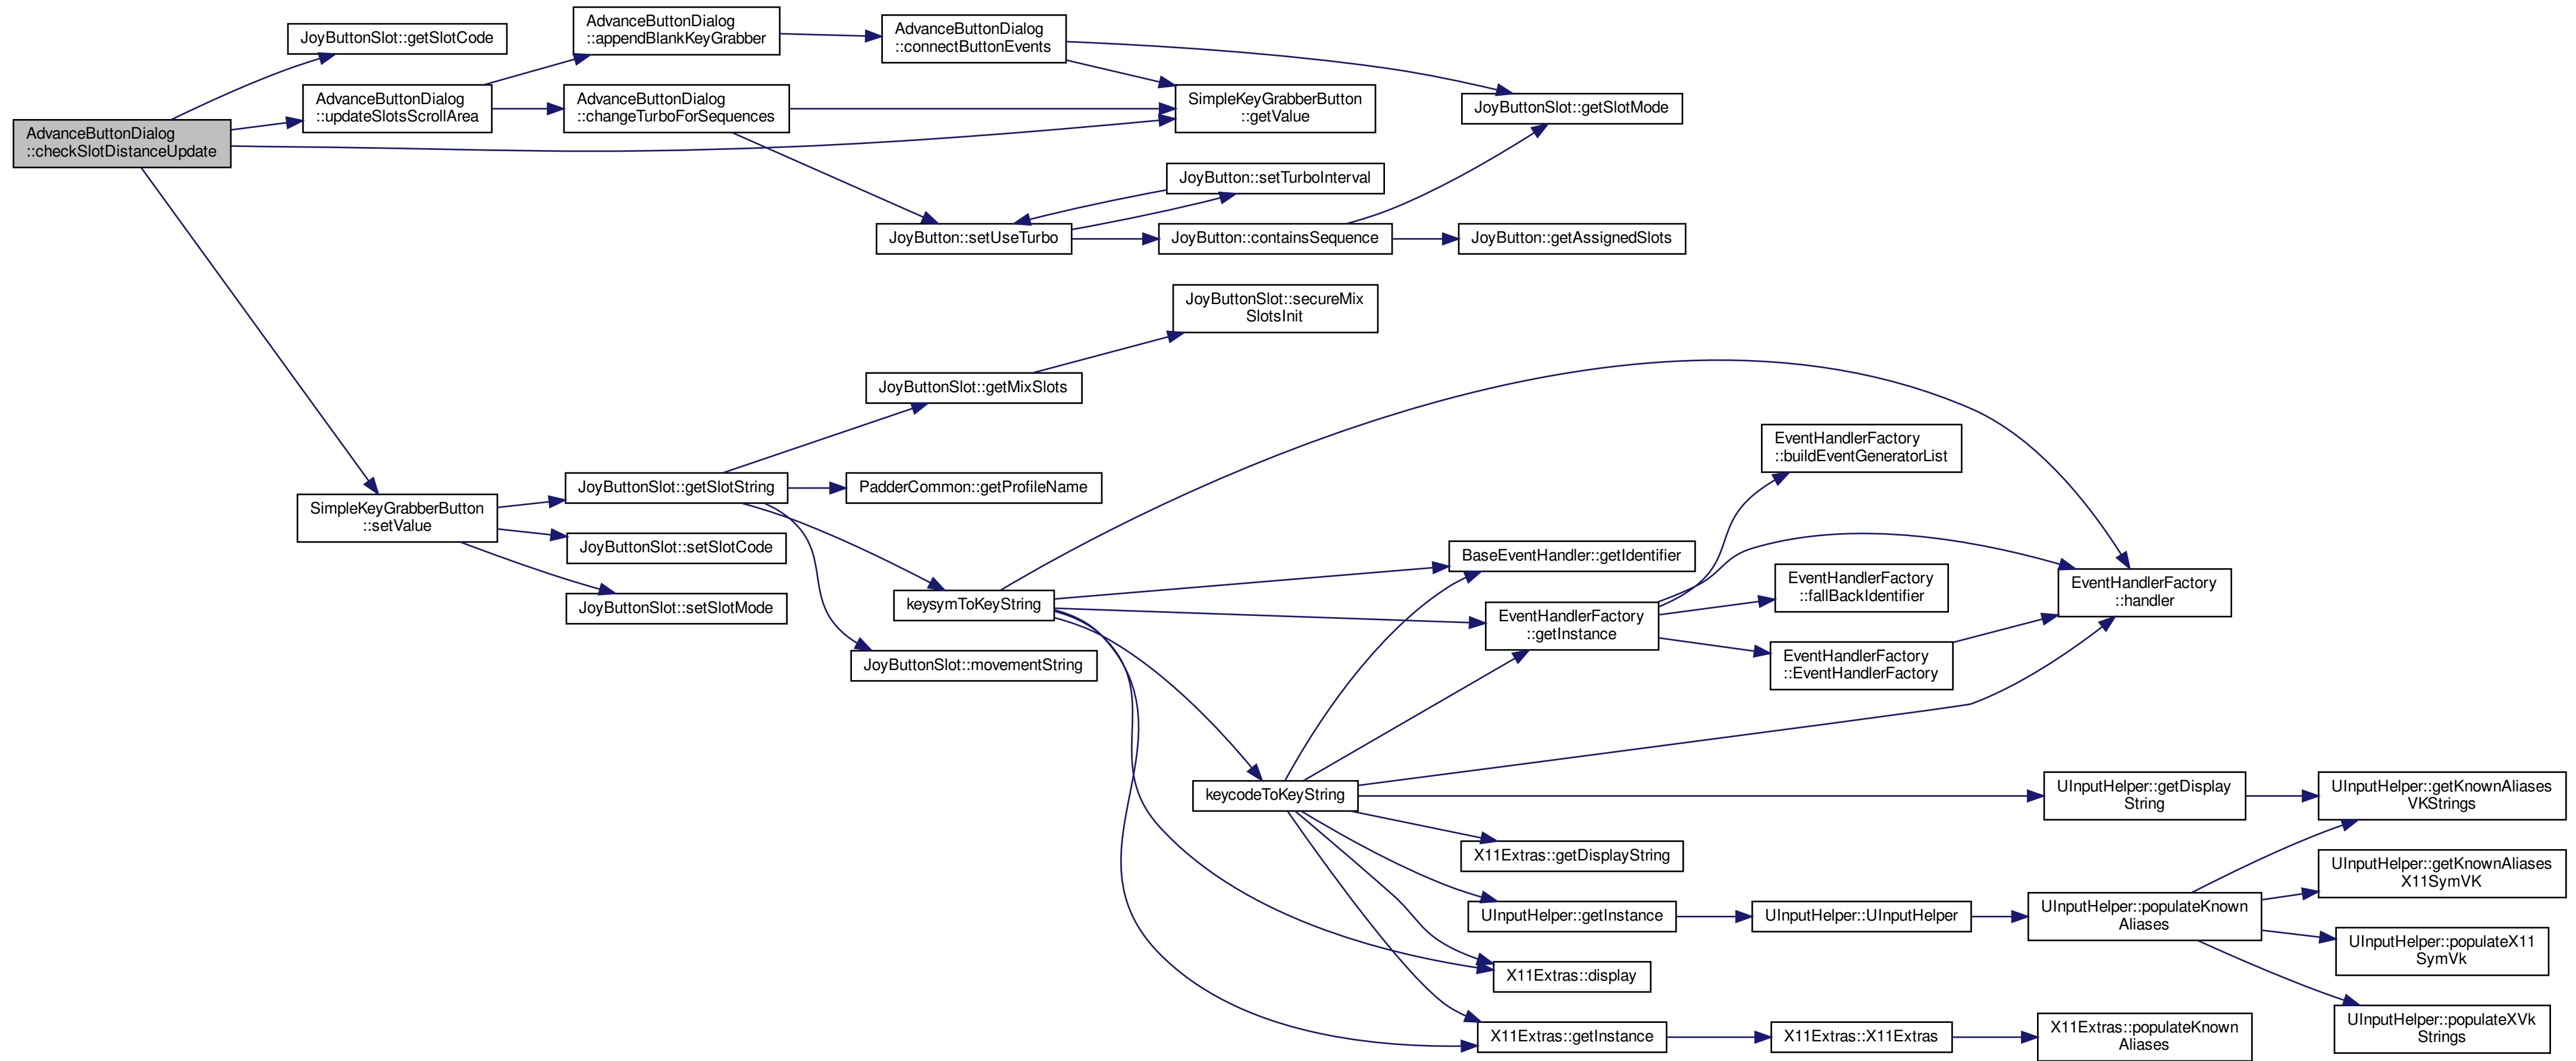 AdvanceButtonDialog
::checkSlotDistanceUpdate
JoyButtonSlot::getSlotCode
AdvanceButtonDialog
::updateSlotsScrollArea
AdvanceButtonDialog
::appendBlankKeyGrabber
AdvanceButtonDialog
::changeTurboForSequences
AdvanceButtonDialog
::connectButtonEvents
SimpleKeyGrabberButton
::getValue
JoyButtonSlot::getSlotMode
JoyButton::setTurboInterval
JoyButton::setUseTurbo
JoyButton::containsSequence
JoyButton::getAssignedSlots
JoyButtonSlot::secureMix
SlotsInit
JoyButtonSlot::getMixSlots
SimpleKeyGrabberButton
::setValue
JoyButtonSlot::getSlotString
PadderCommon::getProfileName
JoyButtonSlot::setSlotCode
JoyButtonSlot::setSlotMode
keysymToKeyString
JoyButtonSlot::movementString
BaseEventHandler::getIdentifier
EventHandlerFactory
::getInstance
EventHandlerFactory
::buildEventGeneratorList
EventHandlerFactory
::fallBackIdentifier
EventHandlerFactory
::EventHandlerFactory
EventHandlerFactory
::handler
keycodeToKeyString
UInputHelper::getDisplay
String
UInputHelper::getKnownAliases
VKStrings
X11Extras::getDisplayString
UInputHelper::getKnownAliases
X11SymVK
UInputHelper::getInstance
UInputHelper::UInputHelper
UInputHelper::populateKnown
Aliases
UInputHelper::populateX11
SymVk
X11Extras::display
UInputHelper::populateXVk
Strings
X11Extras::getInstance
X11Extras::X11Extras
X11Extras::populateKnown
Aliases